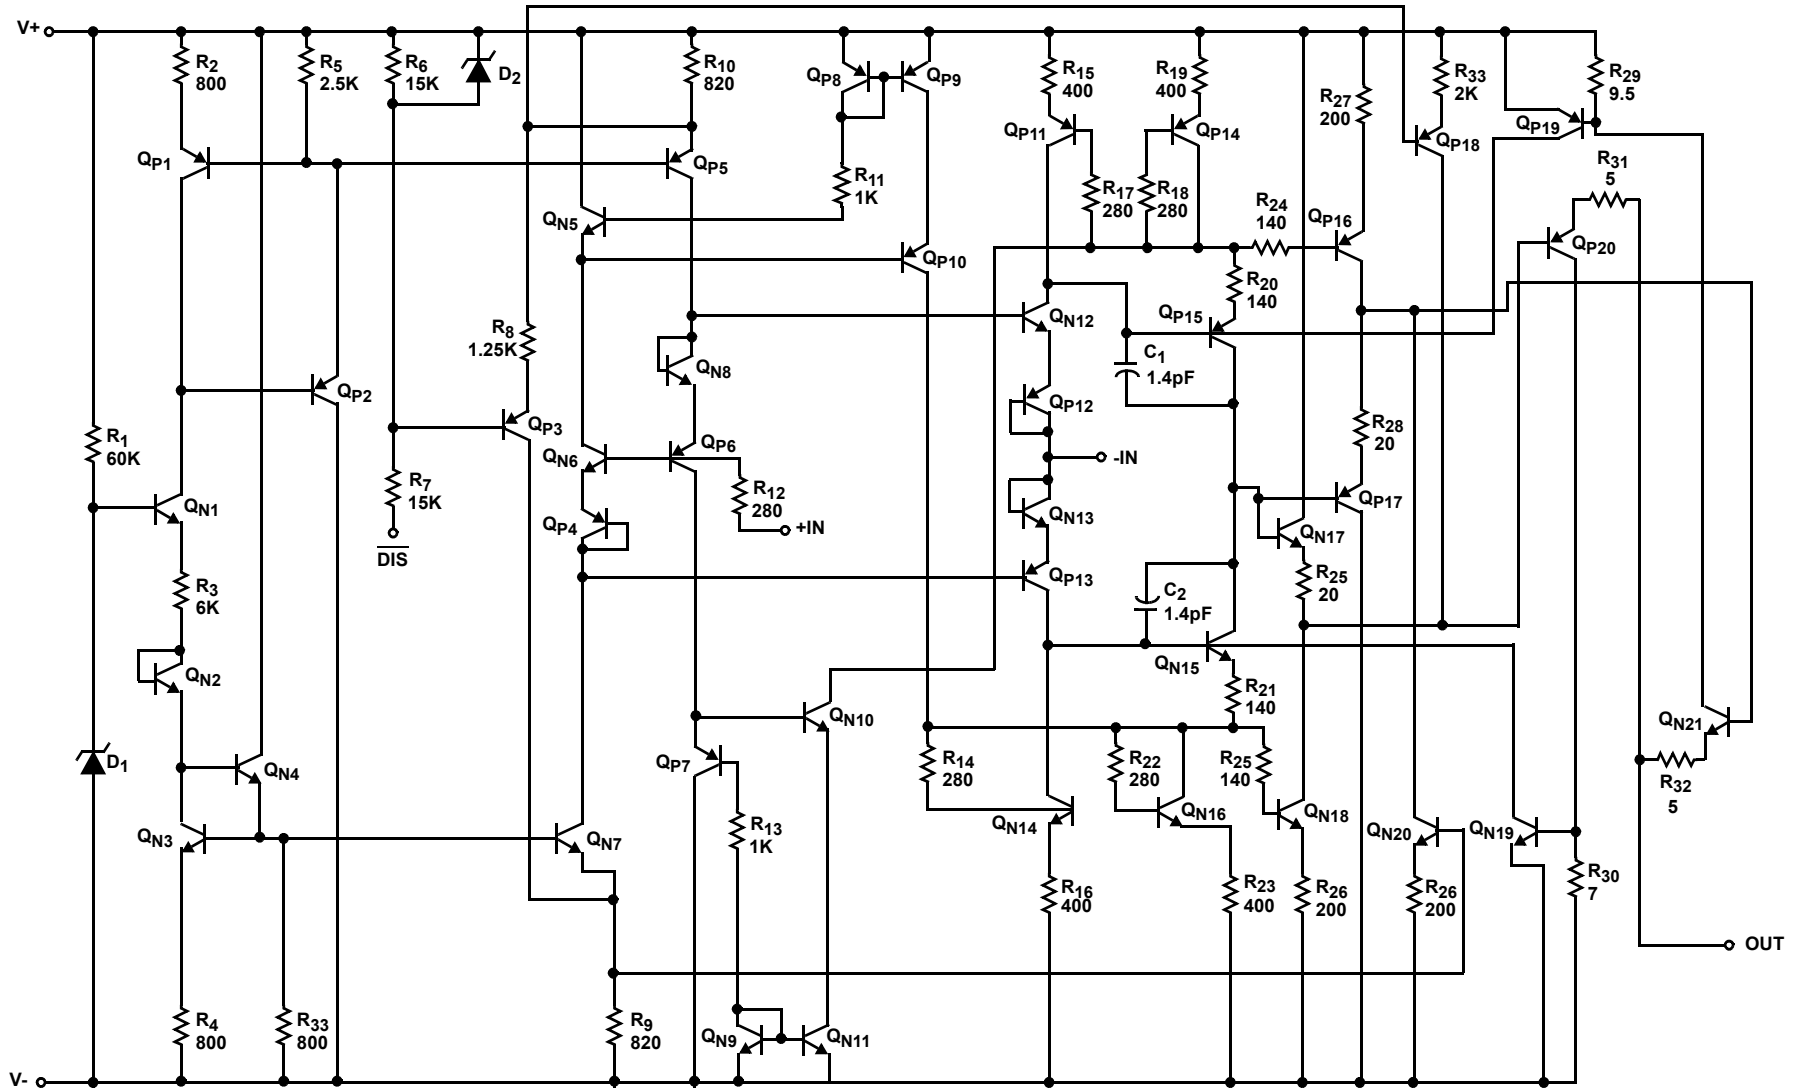 V+
R2
800
R5
2.5K
R6
15K
D2
R10
820
QP8
QP9
R15
400
R19
400
R27
200
R33
2K
R29
9.5
QP1
QP5
QP11
QP14
QP18
QP19
R11
1K
R17
280
R18
280
R31
5
QN5
R24
140
QP16
QP20
QP10
R20
140
R8
1.25K
QN12
QP15
C1
1.4pF
QN8
QP2
QP12
R1
60K
QP3
QN6
QP6
R28
20
-IN
R7
15K
R12
280
QP17
QN1
QP4
+IN
QN13
QN17
DIS
R3
6K
QP13
C2
1.4pF
R25
20
QN2
QN15
R21
140
QN10
QN21
D1
QN4
QP7
R14
280
R22
280
R25
140
R32
5
QN3
QN7
R13
1K
QN14
QN16
QN18
QN20
QN19
R16
400
R23
400
R26
200
R26
200
R30
7
OUT
R4
800
R33
800
R9
820
QN9
QN11
V-